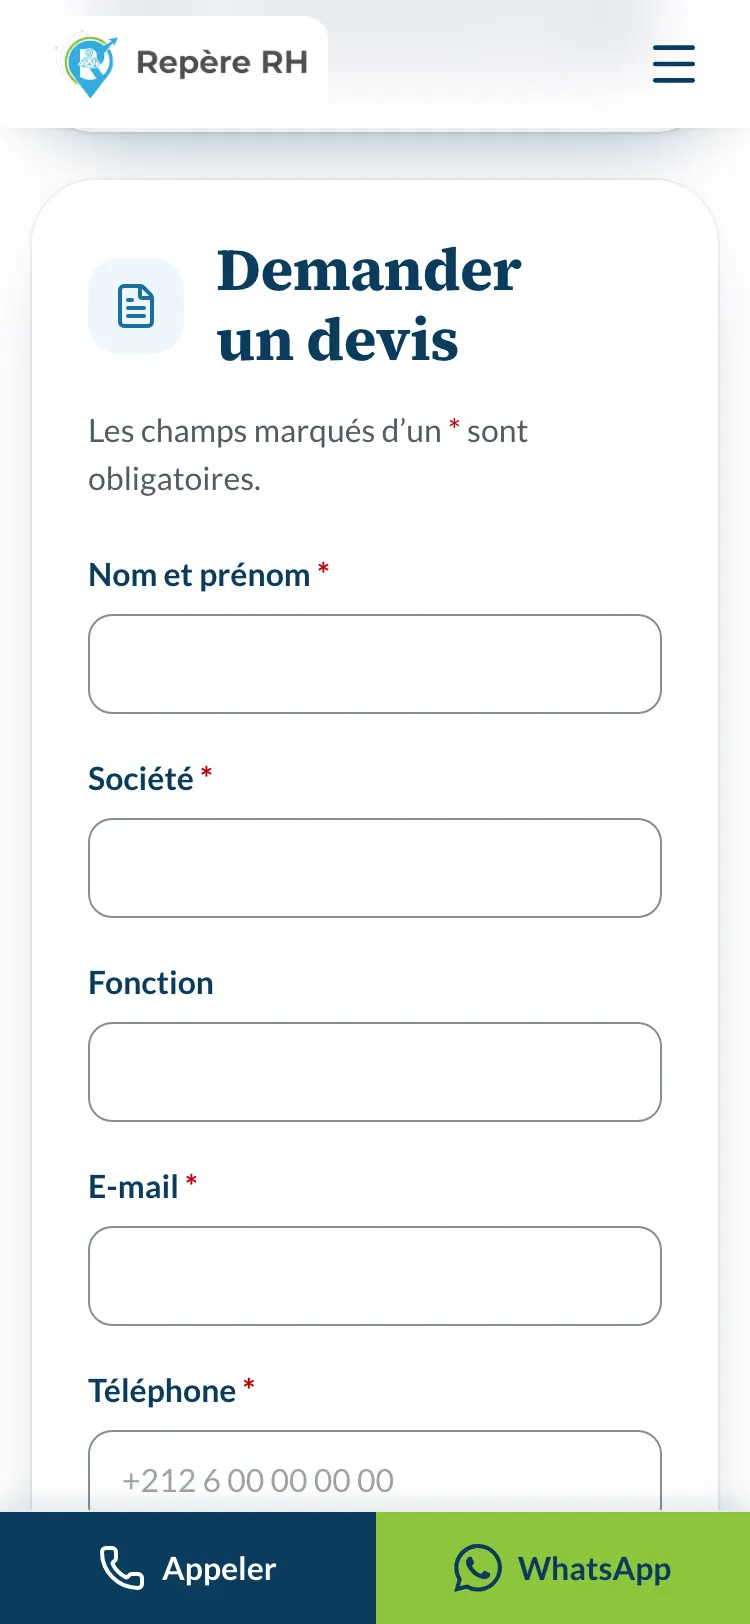 Repère RH
Demander
un devis
Les champs marqués d’un * sont
obligatoires.
Nom et prénom *
Société *
Fonction
E-mail *
Téléphone *
+212 6 00 00 00 00
Appeler
WhatsApp